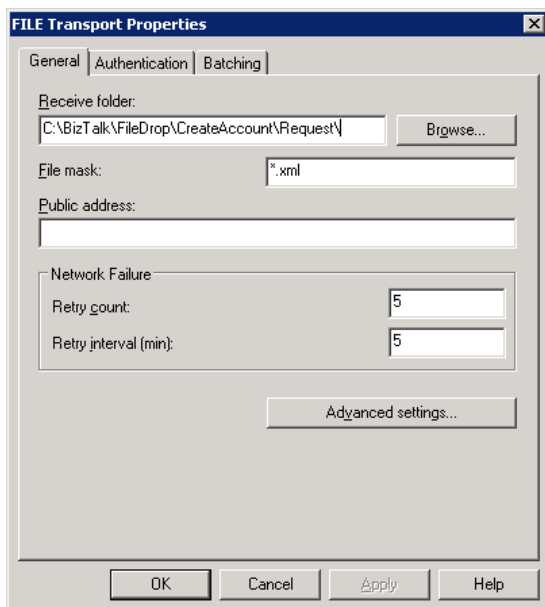 FILE Transport Properties
General Authentication Batching
Receive folder:
C:\BizTalk\FileDrop\CreateAccount\Request\
Browse...
File mask:
*.xml
Public address:
Network Failure
Retry count:
5
Retry interval (min):
5
Advanced settings...
OK Cancel Apply Help